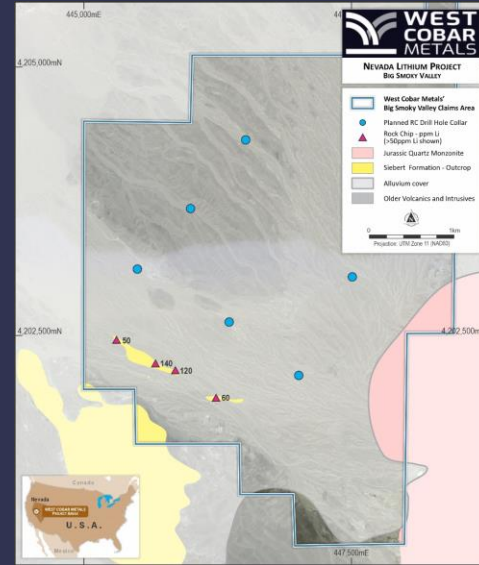 445,000mE
4,205,000mN
WEST
COBAR
METALS
NEVADA LITHIUM PROJECT
BIG SMOKY VALLEY
West Cobar Metals'
Big Smoky Valley Claims Area
Planned RC Drill Hole Collar
Rock Chip - ppm Li
(>50ppm Li shown)
Jurassic Quartz Monzonite
Siebert Formation - Outcrop
Alluvium cover
Older Volcanics and Intrusives
0 1km
Projection: UTM Zone 11 (NAD83)
4,202,500mN
4,202,500mN
50
140
120
60
Canada
Nevada
WEST COBAR METALS
U.S.A.
Mexico
447,500mE